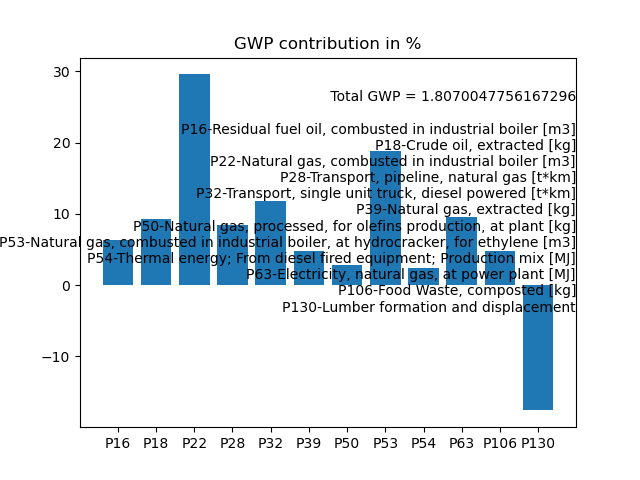 GWP contribution in %
30
20
10
0
−10
Total GWP = 1.8070047756167296
P16-Residual fuel oil, combusted in industrial boiler [m3]
P18-Crude oil, extracted [kg]
P22-Natural gas, combusted in industrial boiler [m3]
P28-Transport, pipeline, natural gas [t*km]
P32-Transport, single unit truck, diesel powered [t*km]
P39-Natural gas, extracted [kg]
P50-Natural gas, processed, for olefins production, at plant [kg]
P53-Natural gas, combusted in industrial boiler, at hydrocracker, for ethylene [m3]
P54-Thermal energy; From diesel fired equipment; Production mix [MJ]
P63-Electricity, natural gas, at power plant [MJ]
P106-Food Waste, composted [kg]
P130-Lumber formation and displacement
P16 P18 P22 P28 P32 P39 P50 P53 P54 P63 P106 P130